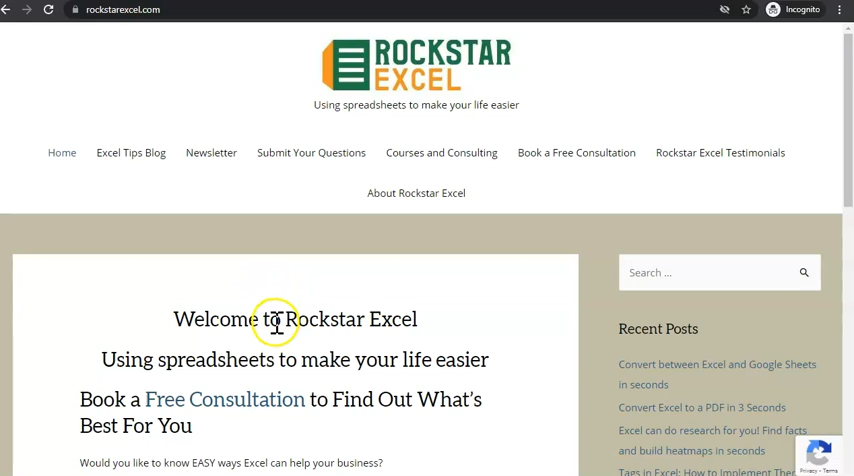 rockstarexcel.com
Incognito
ROCKSTAR
EXCEL
Using spreadsheets to make your life easier
Home Excel Tips Blog Newsletter Submit Your Questions Courses and Consulting Book a Free Consultation Rockstar Excel Testimonials
About Rockstar Excel
Welcome to Rockstar Excel
Using spreadsheets to make your life easier
Book a Free Consultation to Find Out What's
Best For You
Would you like to know EASY ways Excel can help your business?
Search ...
Recent Posts
Convert between Excel and Google Sheets
in seconds
Convert Excel to a PDF in 3 Seconds
Excel can do research for you! Find facts
and build heatmaps in seconds
Tags in Excel: How to Implement
Privacy - Terms